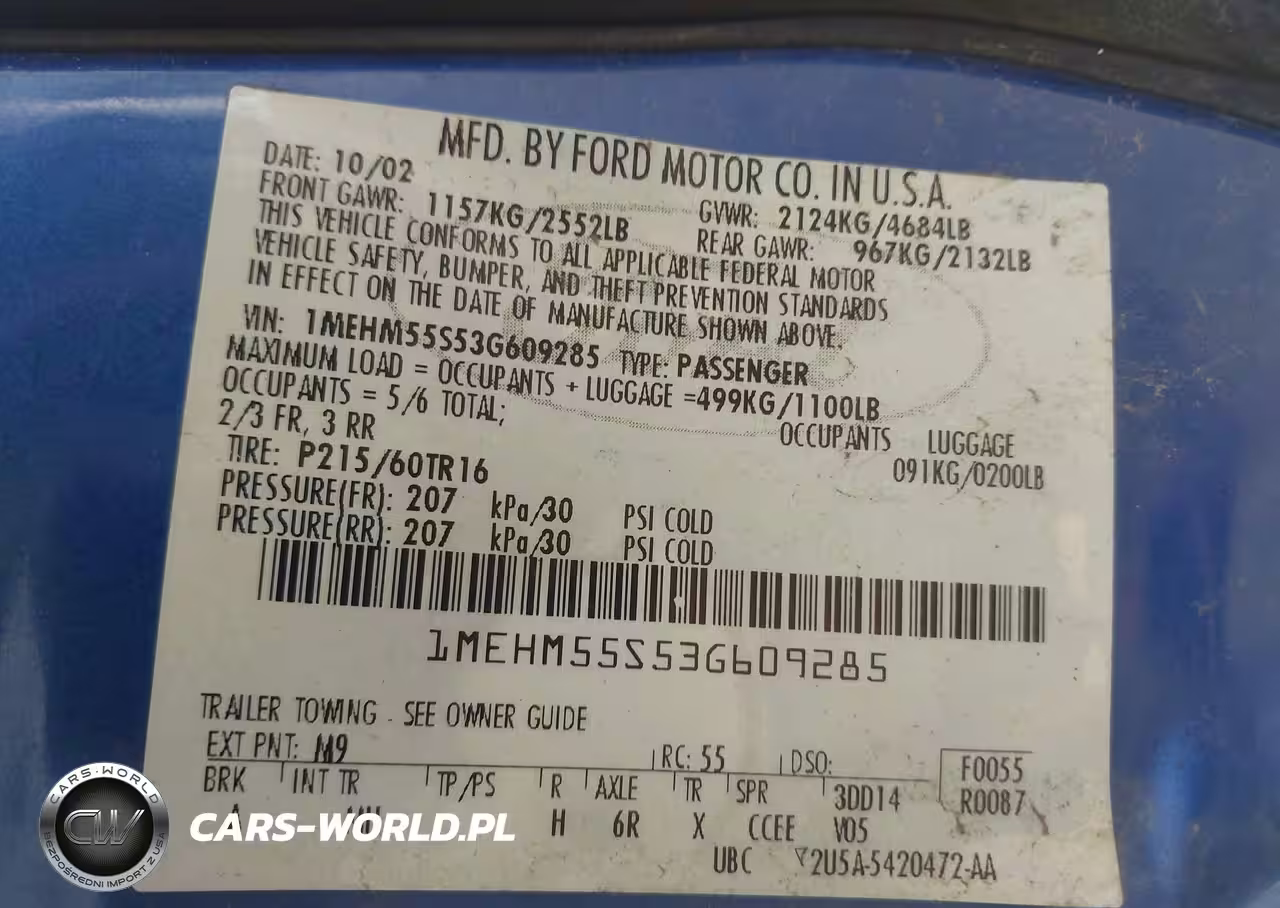 MFD. BY FORD MOTOR CO. IN U.S.A.
DATE: 10/02 GVWR: 2124KG/4684LB
FRONT GAWR: 1157KG/2552LB REAR GAWR: 967KG/2132LB
THIS VEHICLE CONFORMS TO ALL APPLICABLE FEDERAL MOTOR
VEHICLE SAFETY, BUMPER, AND THEFT PREVENTION STANDARDS
IN EFFECT ON THE DATE OF MANUFACTURE SHOWN ABOVE.
VIN: 1MEHM55S53G609285 TYPE: PASSENGER
MAXIMUM LOAD = OCCUPANTS + LUGGAGE =499KG/1100LB
OCCUPANTS = 5/6 TOTAL; OCCUPANTS LUGGAGE
2/3 FR, 3 RR 091KG/0200LB
TIRE: P215/60TR16
PRESSURE(FR): 207 kPa/30 PSI COLD
PRESSURE(RR): 207 kPa/30 PSI COLD
1MEHM55S53G609285
TRAILER TOWING - SEE OWNER GUIDE
EXT PNT: M9 RC: 55 DSO: F0055
BRK INT TR TP/PS R AXLE TR SPR 3DD14 R0087
A H 6R X CCEE V05
UBC 2U5A-5420472-AA
CARS-WORLD
CW
BEZPOŚREDNI IMPORT Z USA
CARS-WORLD.PL